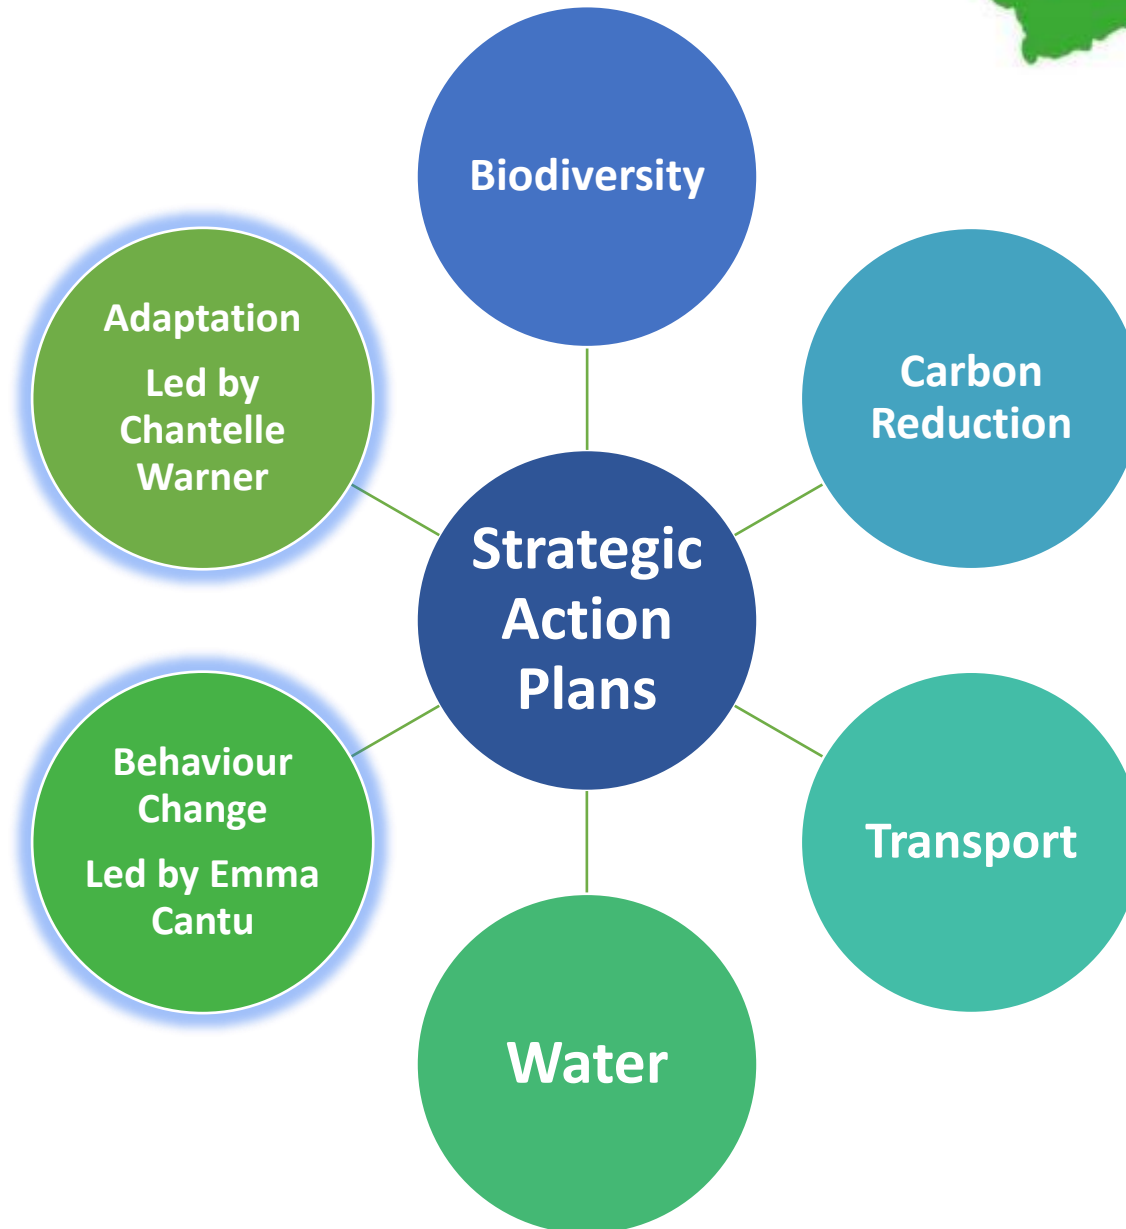 Biodiversity
Carbon
Reduction
Transport
Water
Behaviour
Change
Led by Emma
Cantu
Adaptation
Led by
Chantelle
Warner
Strategic
Action
Plans